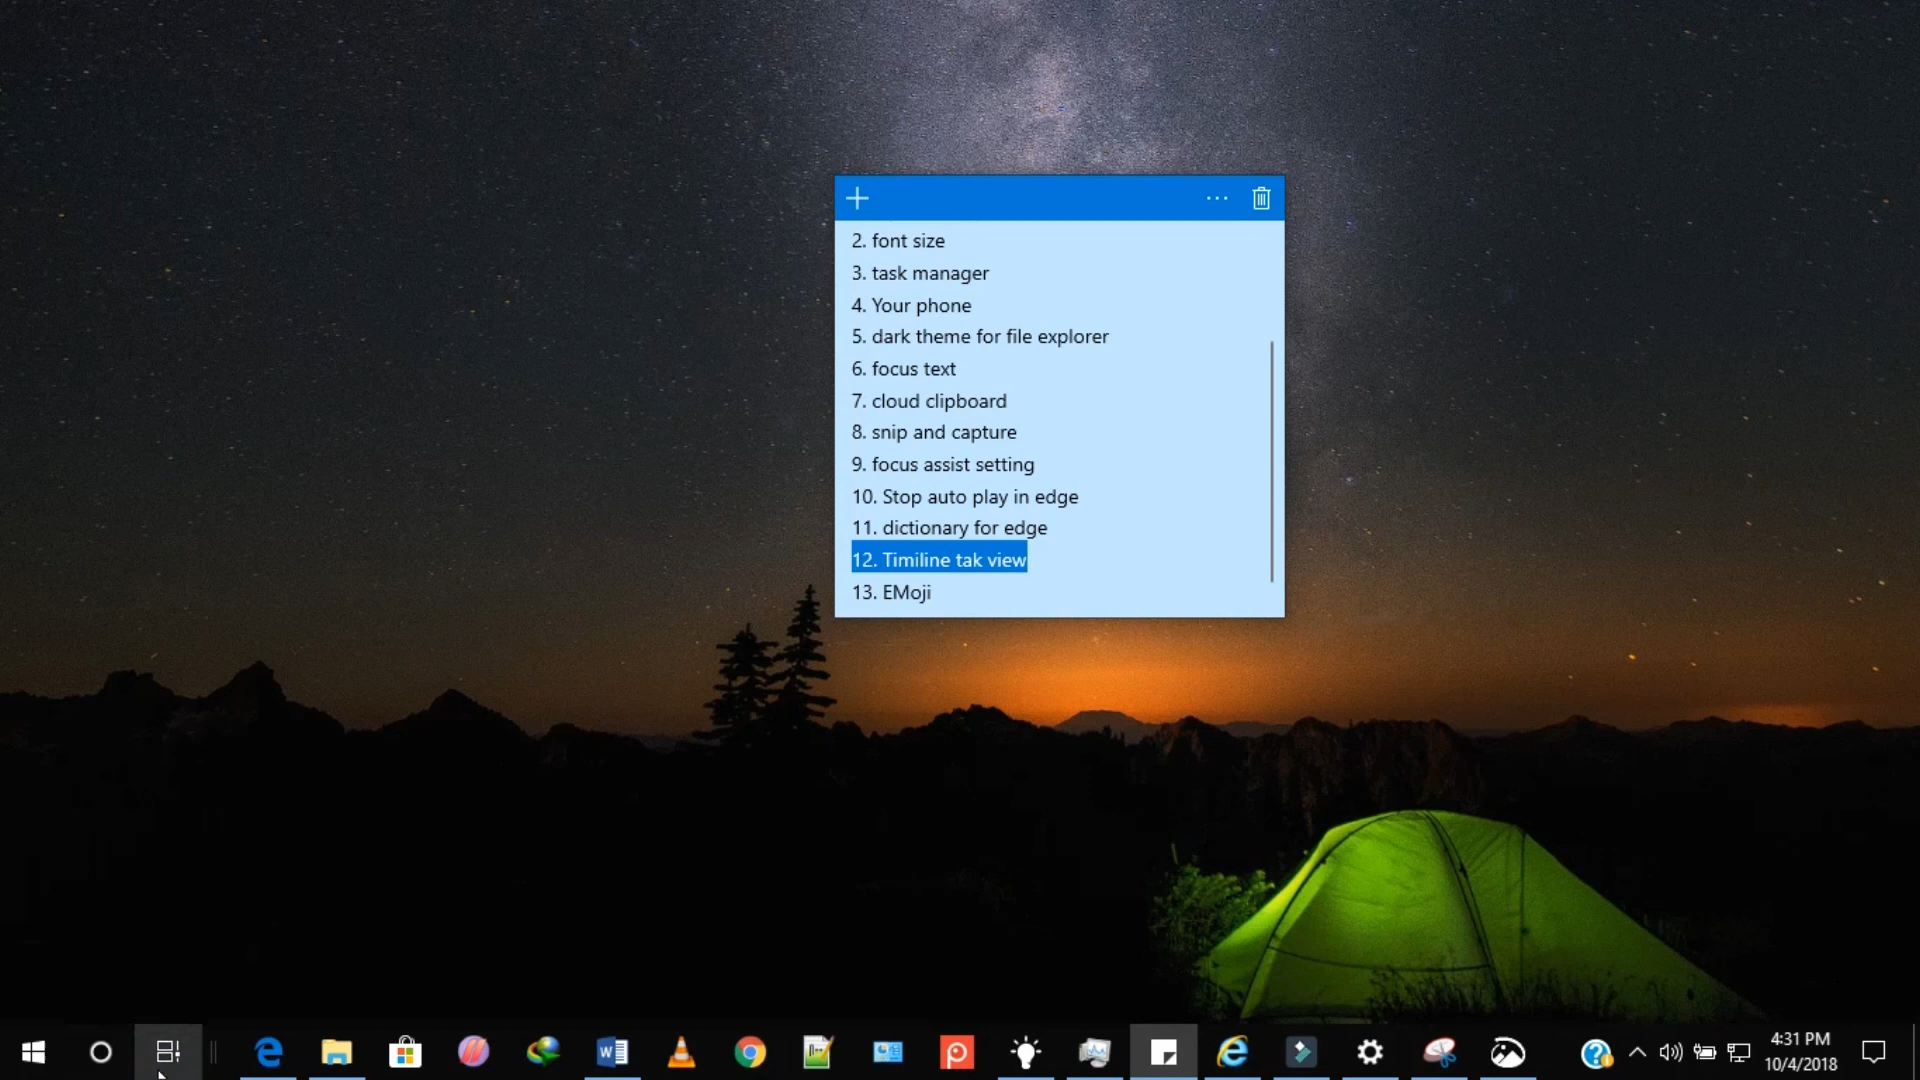 2. font size
3. task manager
4. Your phone
5. dark theme for file explorer
6. focus text
7. cloud clipboard
8. snip and capture
9. focus assist setting
10. Stop auto play in edge
11. dictionary for edge
12. Timiline tak view
13. EMoji
4:31 PM
10/4/2018